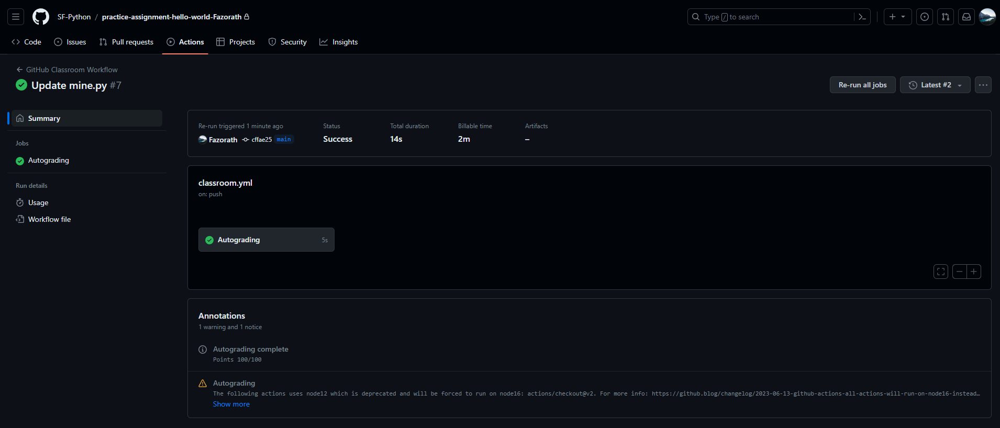 SF-Python / practice-assignment-hello-world-Fazorath
Type / to search
Code Issues Pull requests Actions Projects Security Insights
GitHub Classroom Workflow
Update mine.py #7
Re-run all jobs Latest #2
Summary
Jobs
Autograding
Run details
Usage
Workflow file
Re-run triggered 1 minute ago Status Total duration Billable time Artifacts
Fazorath cffae25 main Success 14s 2m –
classroom.yml
on: push
Autograding 5s
Annotations
1 warning and 1 notice
Autograding complete
Points 100/100
Autograding
The following actions uses node12 which is deprecated and will be forced to run on node16: actions/checkout@v2. For more info: https://github.blog/changelog/2023-06-13-github-actions-all-actions-will-run-on-node16-instead…
Show more